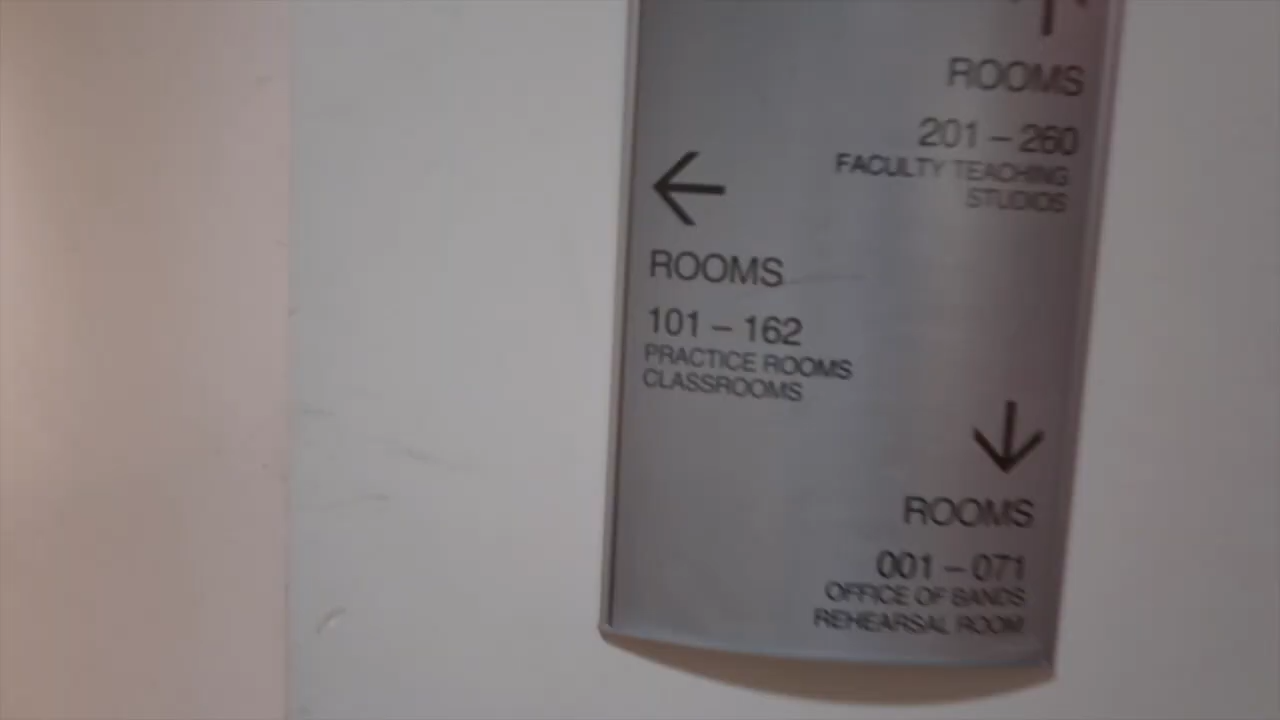 ROOMS
201 – 260
FACULTY TEACHING
STUDIOS
ROOMS
101 – 162
PRACTICE ROOMS
CLASSROOMS
ROOMS
001 – 071
OFFICE OF BANDS
REHEARSAL ROOM